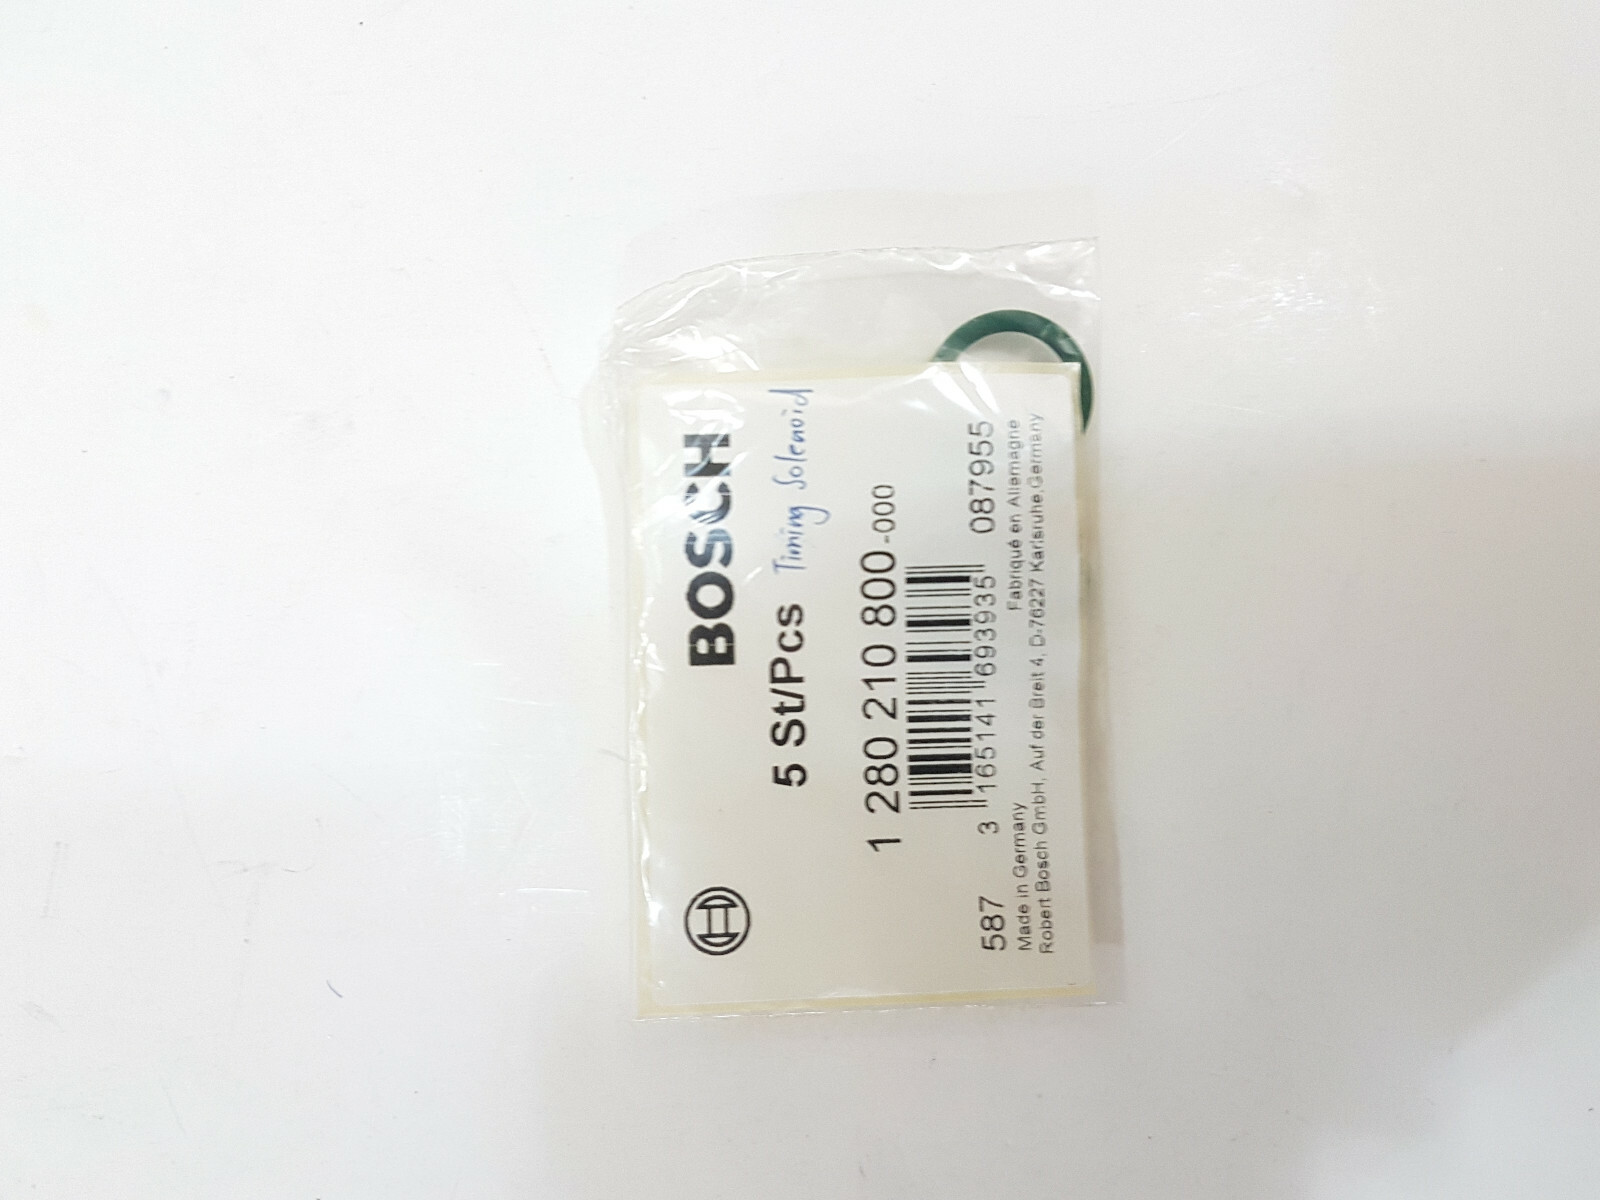 BOSCH
5 St/Pcs Timing Solenoid
1 280 210 800-000
587 3 165141 693935 087955
Made in Germany Fabriqué en Allemagne
Robert Bosch GmbH, Auf der Breit 4, D-76227 Karlsruhe,Germany